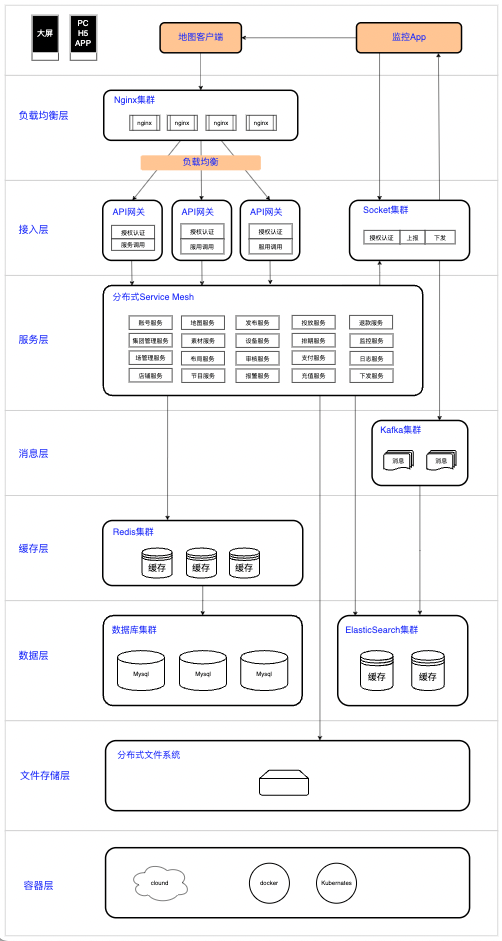 大屏
PC
H5
APP
地图客户端
监控App
负载均衡层
Nginx集群
nginx
nginx
nginx
nginx
负载均衡
接入层
API网关
授权认证
服务调用
API网关
授权认证
服用调用
API网关
授权认证
服用调用
Socket集群
授权认证
上报
下发
服务层
分布式Service Mesh
账号服务
地图服务
发布服务
投放服务
退款服务
集团管理服务
素材服务
设备服务
排期服务
监控服务
场管理服务
布局服务
审核服务
支付服务
日志服务
店铺服务
节目服务
报警服务
充值服务
下发服务
消息层
Kafka集群
消息
消息
缓存层
Redis集群
缓存
缓存
缓存
数据层
数据库集群
Mysql
Mysql
Mysql
ElasticSearch集群
缓存
缓存
文件存储层
分布式文件系统
容器层
clound
docker
Kubernates